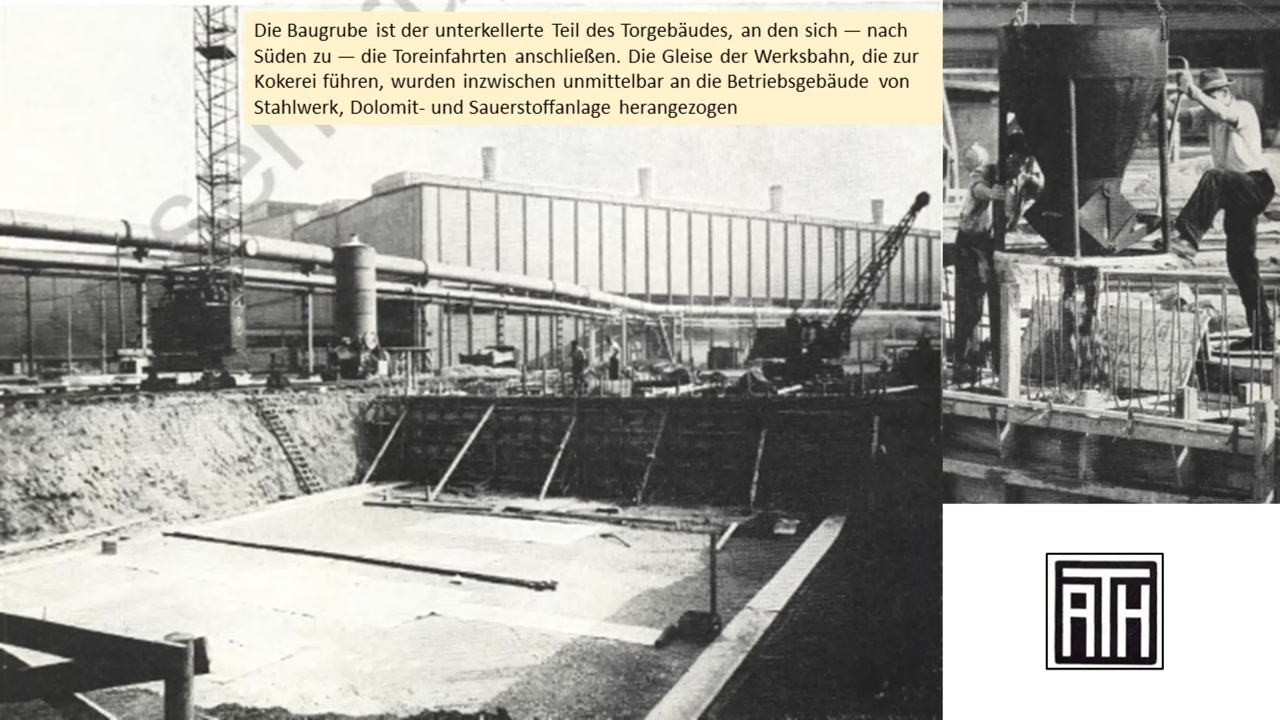 Die Baugrube ist der unterkellerte Teil des Torgebäudes, an den sich — nach
Süden zu — die Toreinfahrten anschließen. Die Gleise der Werksbahn, die zur
Kokerei führen, wurden inzwischen unmittelbar an die Betriebsgebäude von
Stahlwerk, Dolomit- und Sauerstoffanlage herangezogen
ATH